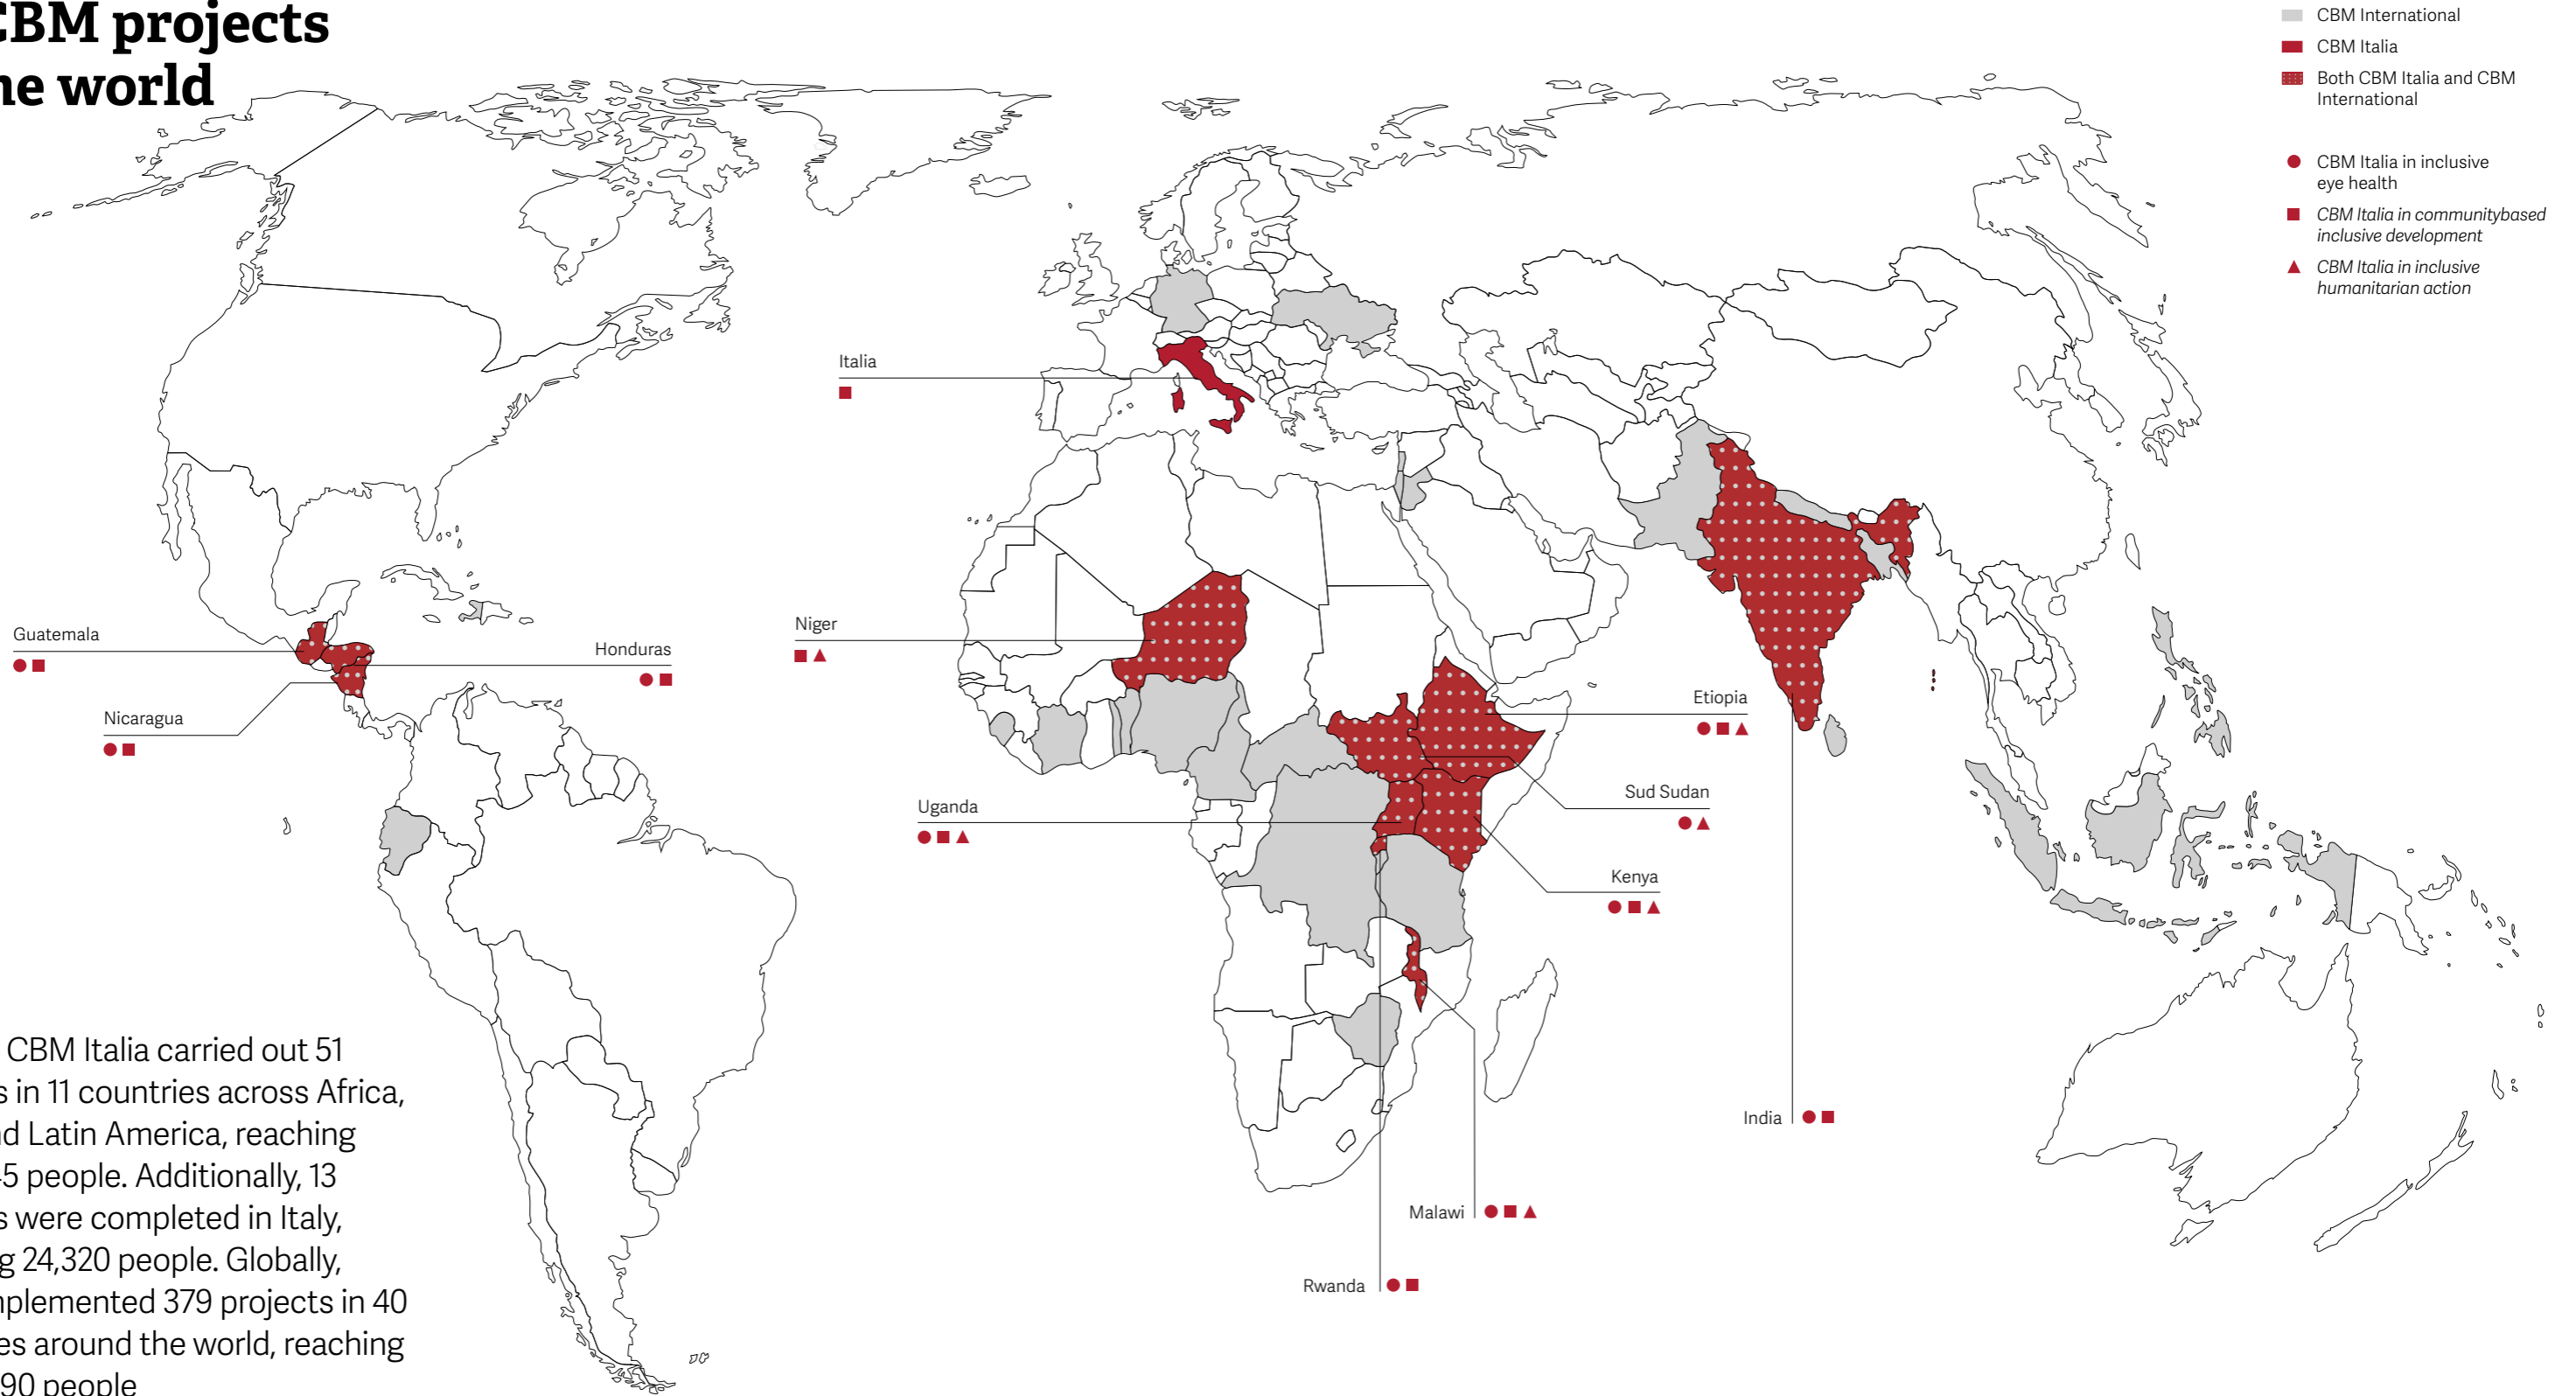 CBM projects
he world
CBM International
CBM Italia
Both CBM Italia and CBM
International
CBM Italia in inclusive
eye health
CBM Italia in communitybased
inclusive development
CBM Italia in inclusive
humanitarian action
Italia
Guatemala
Honduras
Nicaragua
Niger
Etiopia
Uganda
Sud Sudan
Kenya
India
Malawi
Rwanda
CBM Italia carried out 51
s in 11 countries across Africa,
nd Latin America, reaching
45 people. Additionally, 13
s were completed in Italy,
g 24,320 people. Globally,
mplemented 379 projects in 40
es around the world, reaching
90 people